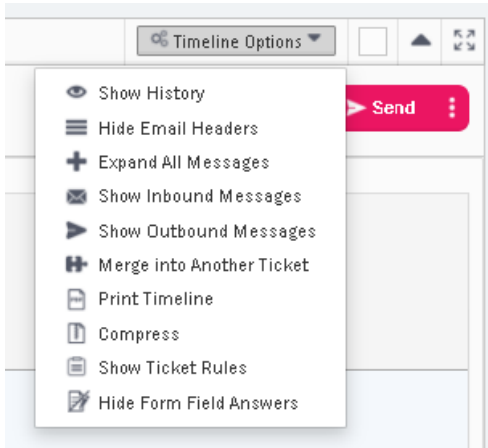 Timeline Options
Send
Show History
Hide Email Headers
Expand All Messages
Show Inbound Messages
Show Outbound Messages
Merge into Another Ticket
Print Timeline
Compress
Show Ticket Rules
Hide Form Field Answers